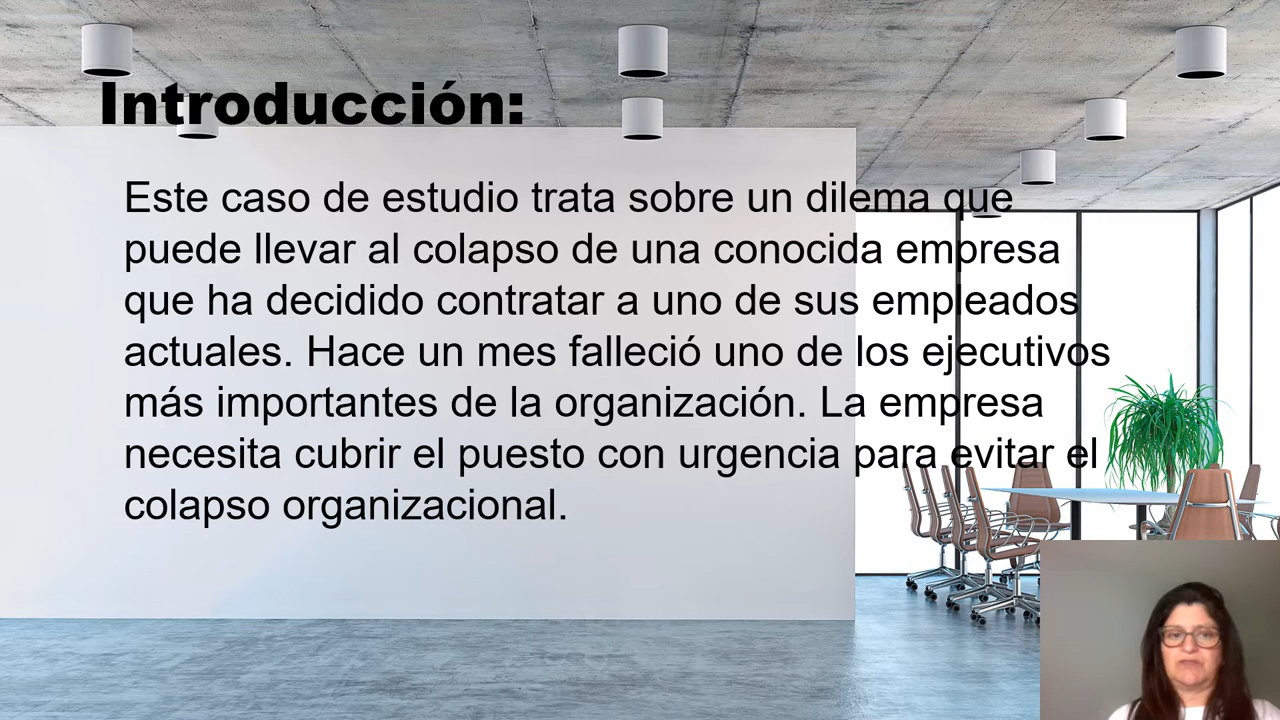 Introducción:
Este caso de estudio trata sobre un dilema que
puede llevar al colapso de una conocida empresa
que ha decidido contratar a uno de sus empleados
actuales. Hace un mes falleció uno de los ejecutivos
más importantes de la organización. La empresa
necesita cubrir el puesto con urgencia para evitar el
colapso organizacional.